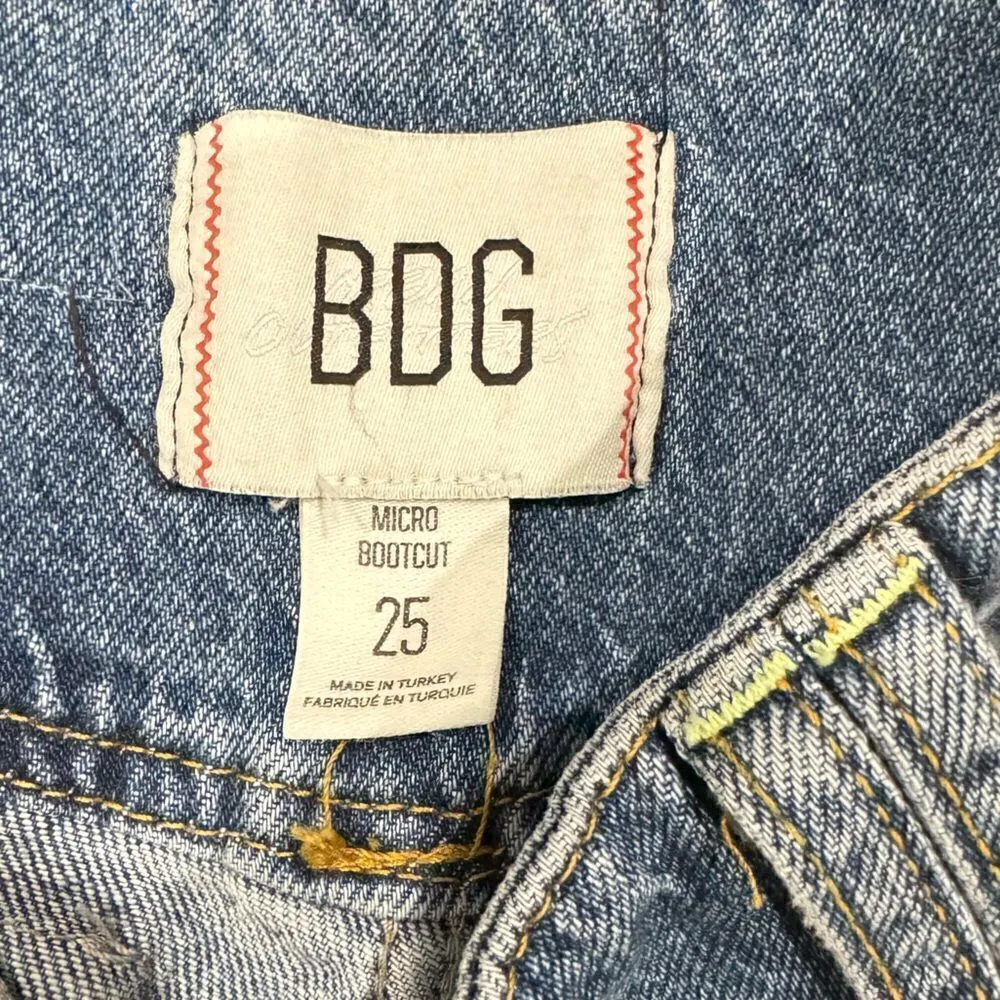 BDG
MICRO
BOOTCUT
25
MADE IN TURKEY
FABRIQUÉ EN TURQUIE